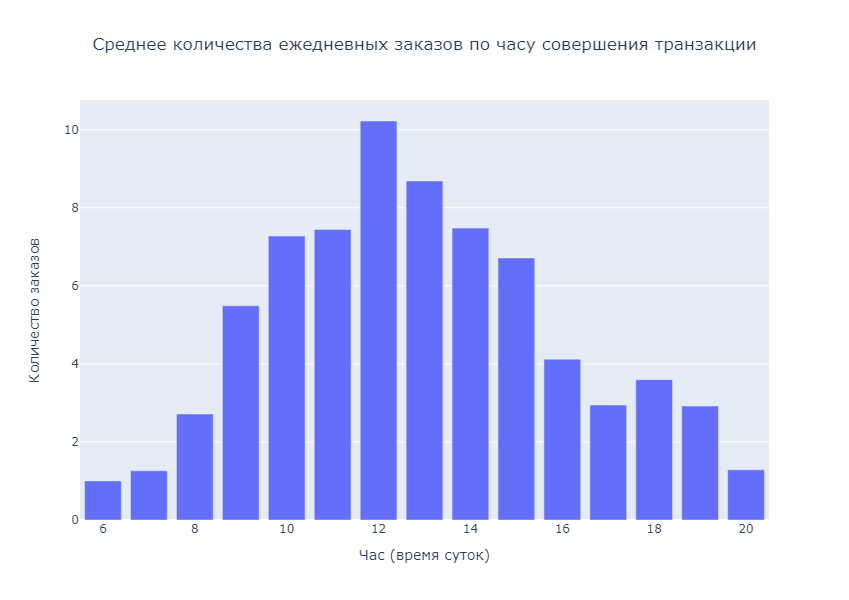 Среднее количества ежедневных заказов по часу совершения транзакции
Количество заказов
10
8
6
4
2
0
6 8 10 12 14 16 18 20
Час (время суток)